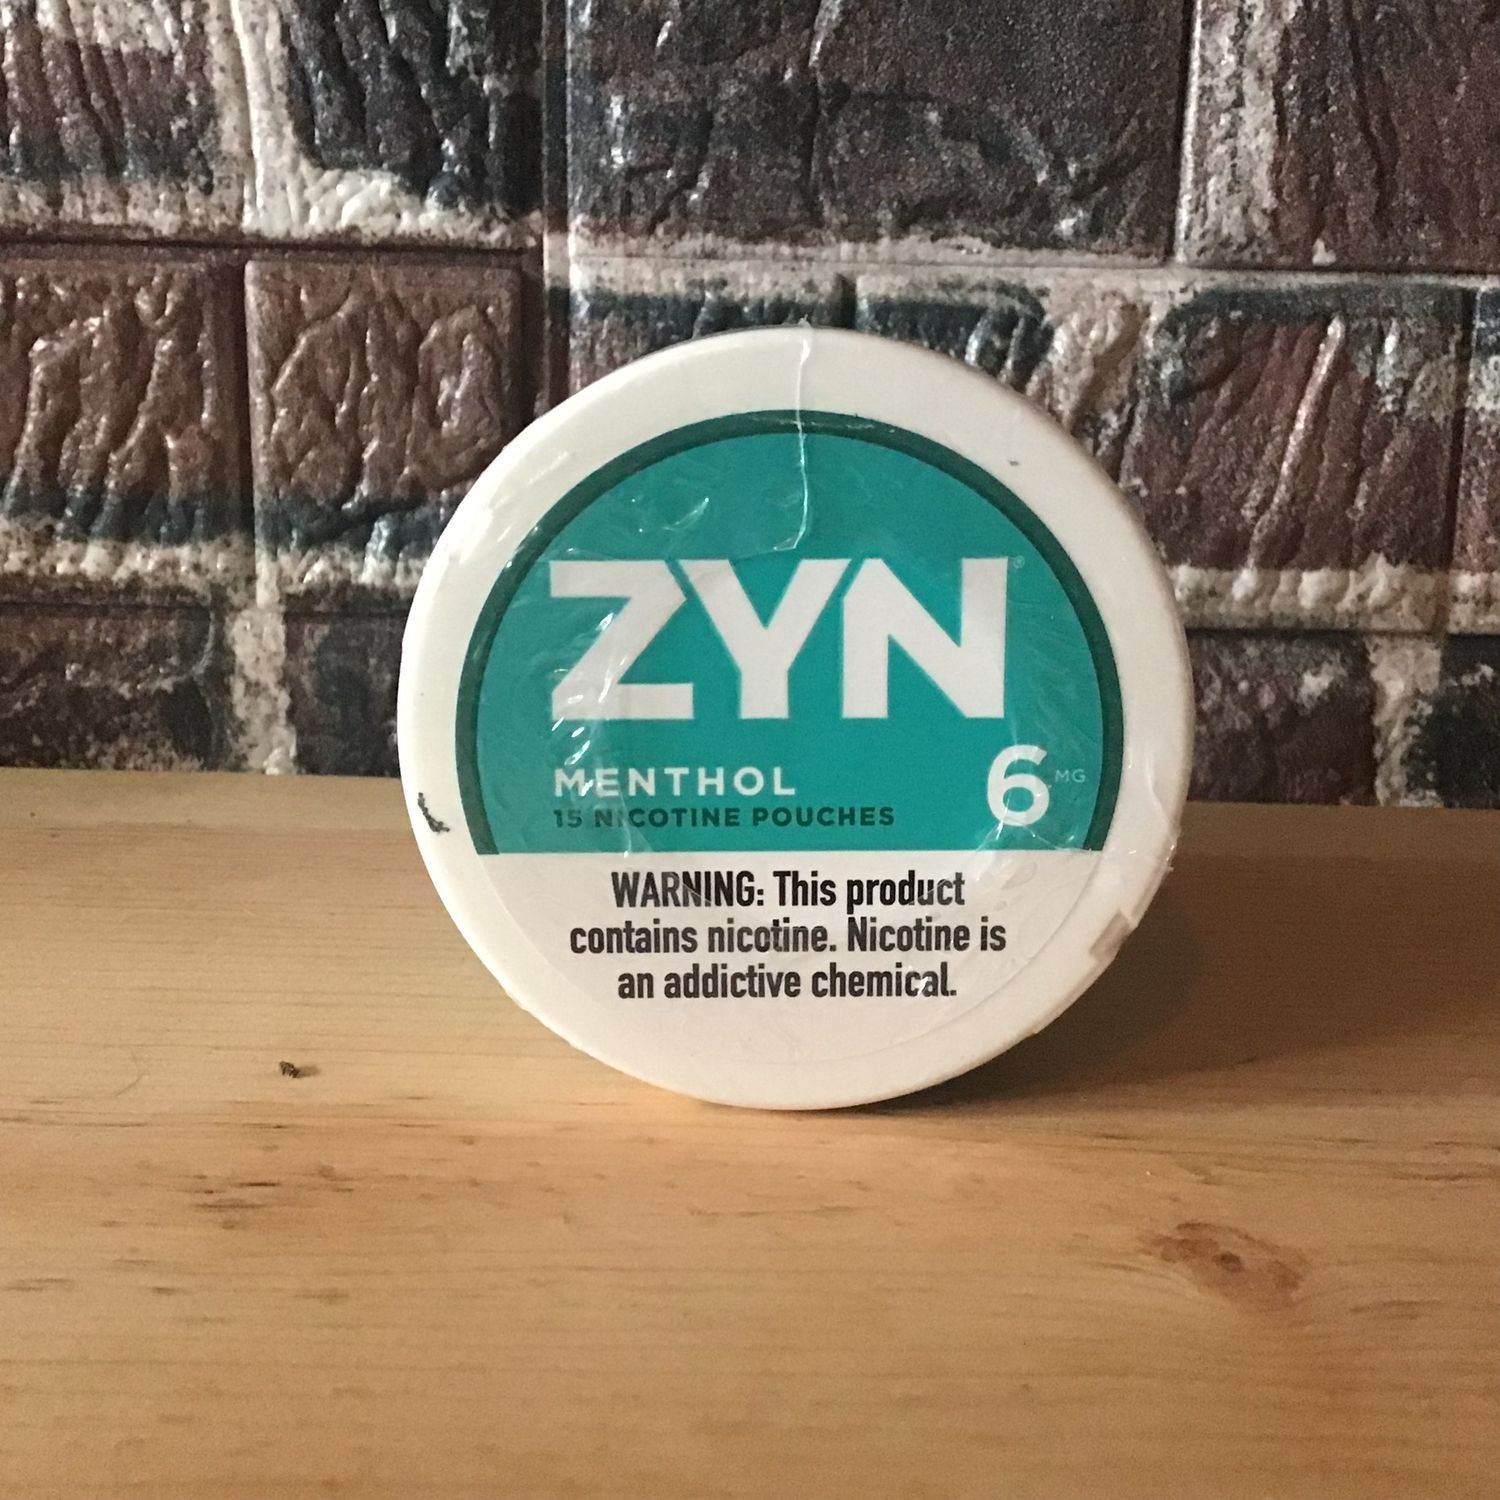 ZYN®
MENTHOL
15 NICOTINE POUCHES
6 MG
WARNING: This product
contains nicotine. Nicotine is
an addictive chemical.